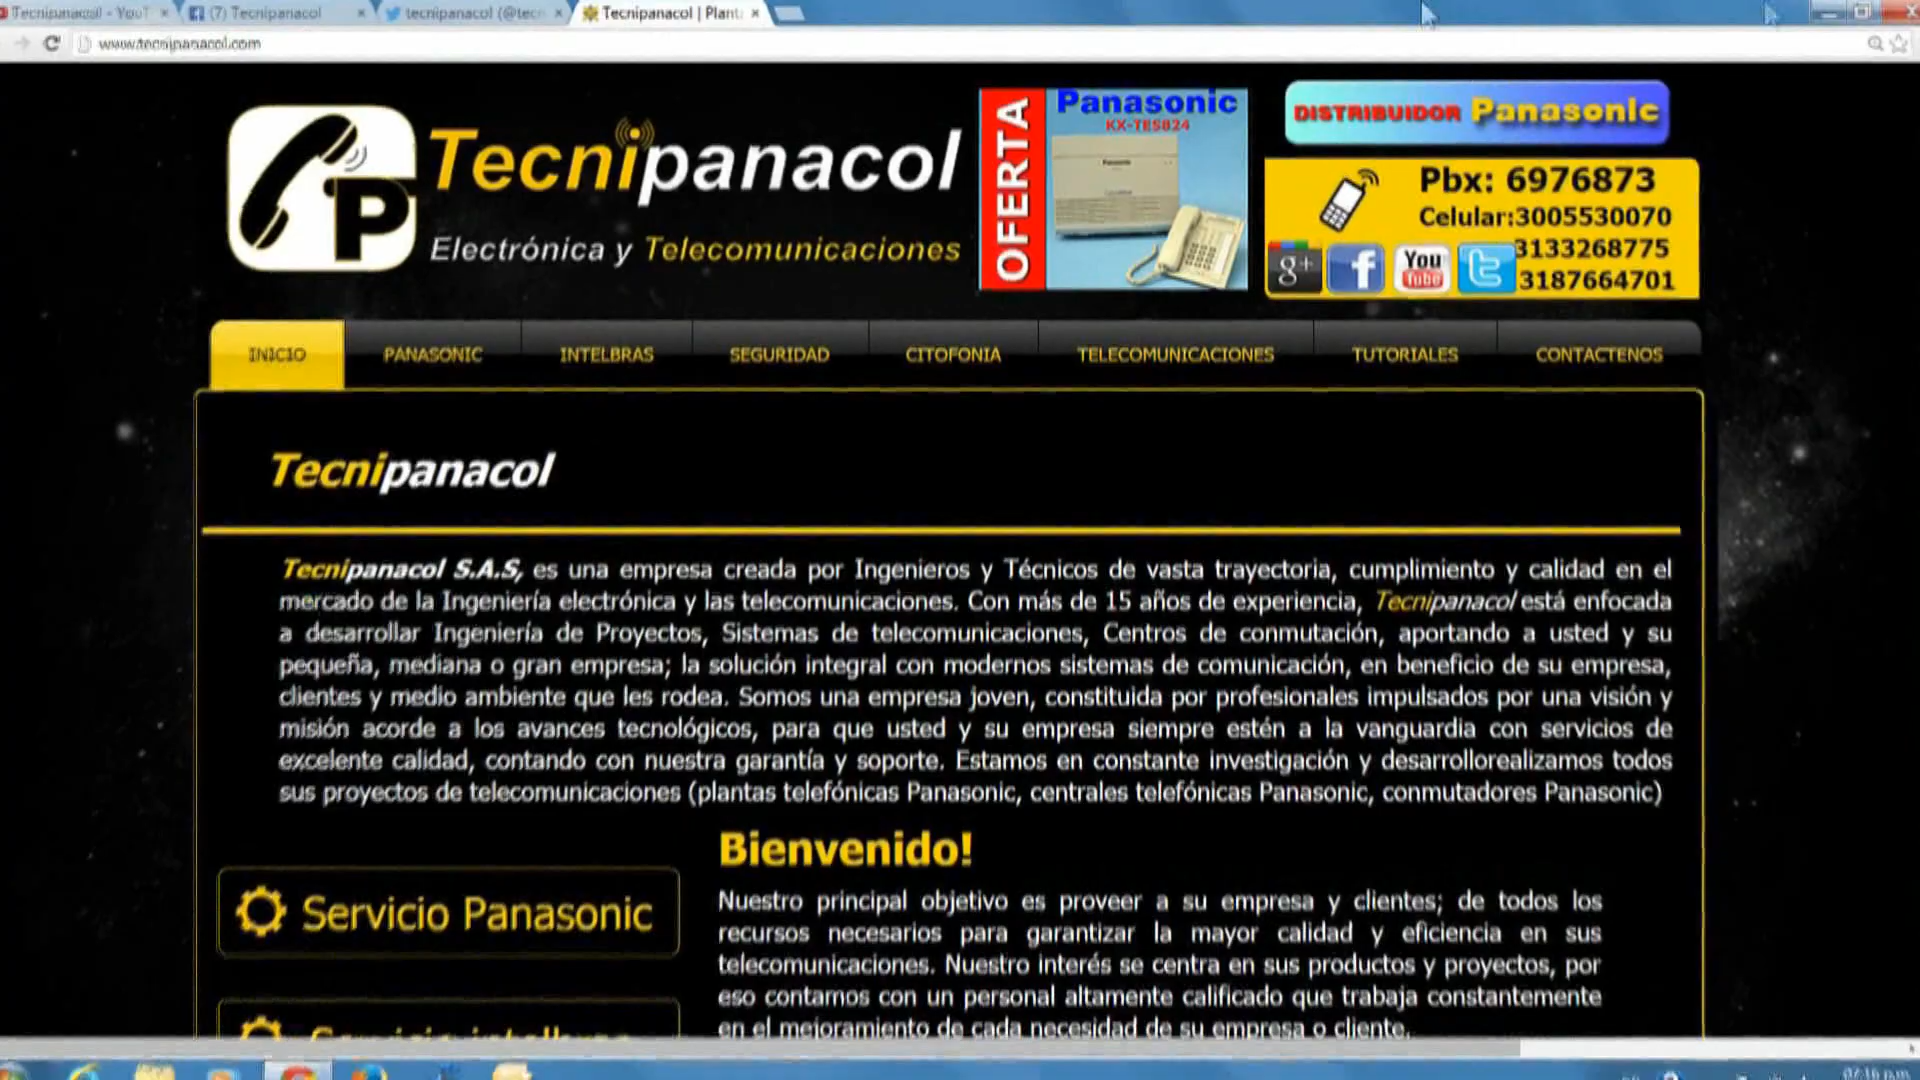 Tecnipanacol - YouT
(7) Tecnipanacol
tecnipanacol (@tecn
Tecnipanacol | Plant
www.tecnipanacol.com
Tecnipanacol
Electrónica y Telecomunicaciones
P
OFERTA
Panasonic
KX-TES824
DISTRIBUIDOR Panasonic
Pbx: 6976873
Celular:3005530070
3133268775
3187664701
g+
f
You
Tube
t
INICIO
PANASONIC
INTELBRAS
SEGURIDAD
CITOFONIA
TELECOMUNICACIONES
TUTORIALES
CONTACTENOS
Tecnipanacol
Tecnipanacol S.A.S, es una empresa creada por Ingenieros y Técnicos de vasta trayectoria, cumplimiento y calidad en el
mercado de la Ingeniería electrónica y las telecomunicaciones. Con más de 15 años de experiencia, Tecnipanacol está enfocada
a desarrollar Ingeniería de Proyectos, Sistemas de telecomunicaciones, Centros de conmutación, aportando a usted y su
pequeña, mediana o gran empresa; la solución integral con modernos sistemas de comunicación, en beneficio de su empresa,
clientes y medio ambiente que les rodea. Somos una empresa joven, constituida por profesionales impulsados por una visión y
misión acorde a los avances tecnológicos, para que usted y su empresa siempre estén a la vanguardia con servicios de
excelente calidad, contando con nuestra garantía y soporte. Estamos en constante investigación y desarrollorealizamos todos
sus proyectos de telecomunicaciones (plantas telefónicas Panasonic, centrales telefónicas Panasonic, conmutadores Panasonic)
Servicio Panasonic
Bienvenido!
Nuestro principal objetivo es proveer a su empresa y clientes; de todos los
recursos necesarios para garantizar la mayor calidad y eficiencia en sus
telecomunicaciones. Nuestro interés se centra en sus productos y proyectos, por
eso contamos con un personal altamente calificado que trabaja constantemente
en el mejoramiento de cada necesidad de su empresa o cliente.